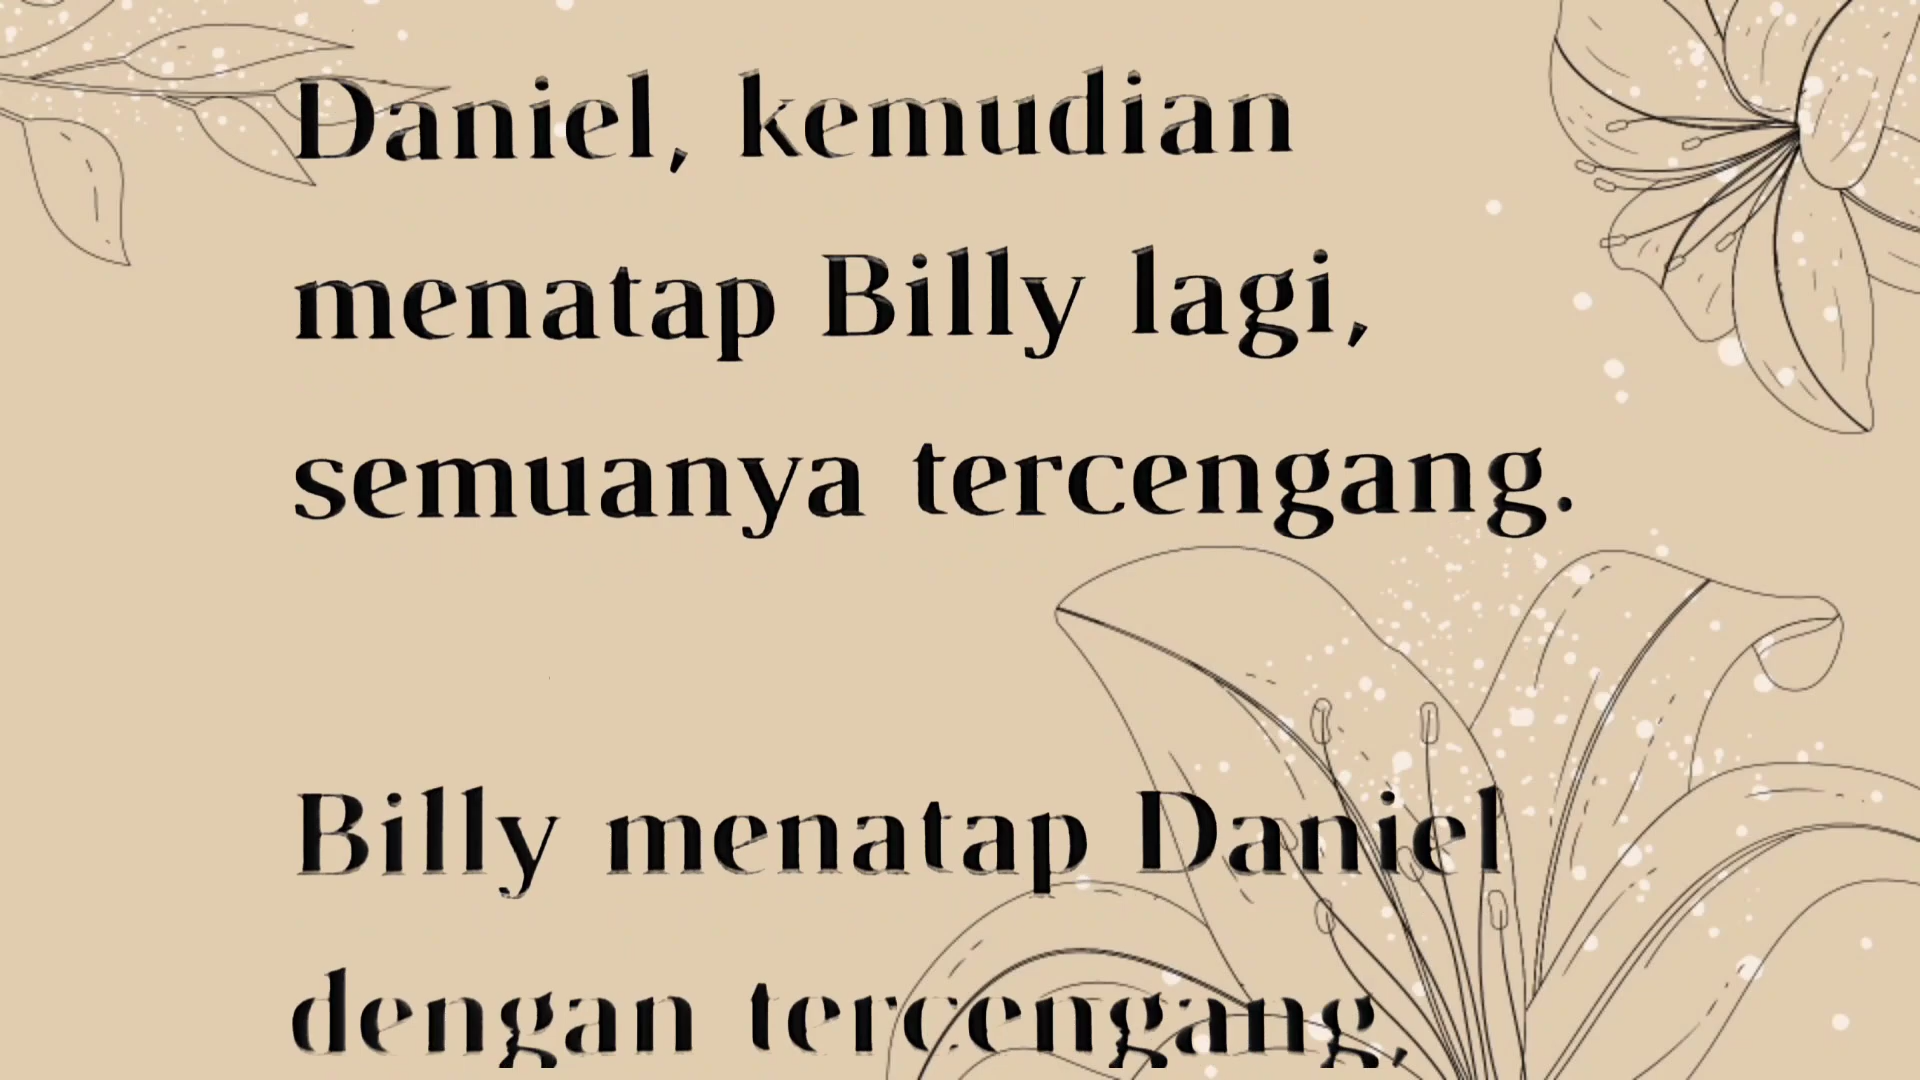 Daniel, kemudian
menatap Billy lagi,
semuanya tercengang.
Billy menatap Daniel
dengan tercengang,